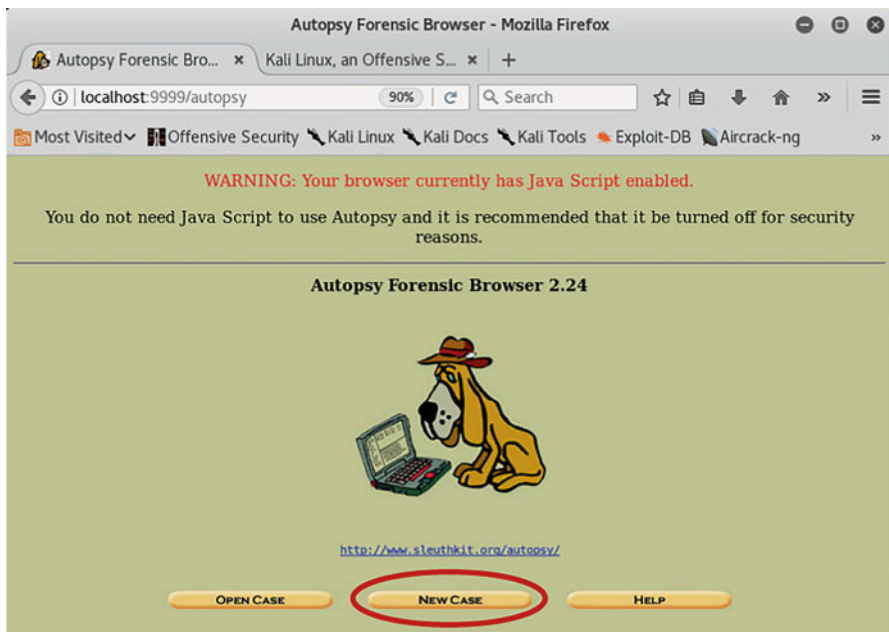 Autopsy Forensic Browser - Mozilla Firefox
Autopsy Forensic Bro... × Kali Linux, an Offensive S... × +
localhost:9999/autopsy 90% Search
Most Visited Offensive Security Kali Linux Kali Docs Kali Tools Exploit-DB Aircrack-ng »
WARNING: Your browser currently has Java Script enabled.
You do not need Java Script to use Autopsy and it is recommended that it be turned off for security
reasons.
Autopsy Forensic Browser 2.24
http://www.sleuthkit.org/autopsy/
OPEN CASE NEW CASE HELP